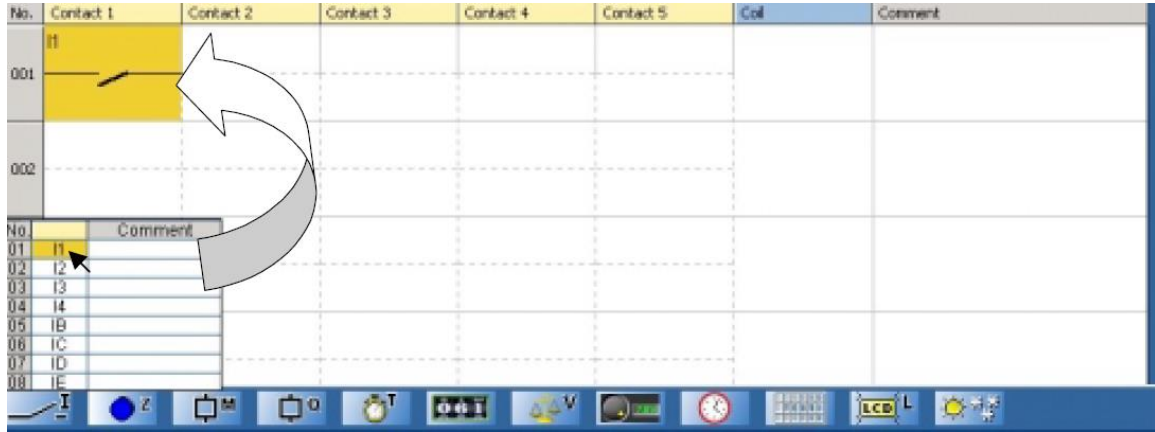 No. Contact 1 Contact 2 Contact 3 Contact 4 Contact 5 Coil Comment
I1
001
002
No. Comment
01 I1
02 I2
03 I3
04 I4
05 IB
06 IC
07 ID
08 IE
I Z M Q T 041 V LCD L